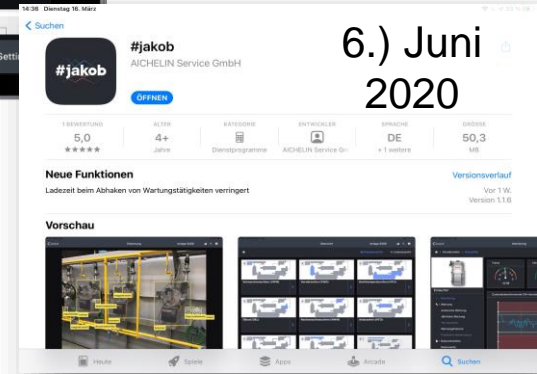 Setti
14:36 Dienstag 16. März
Suchen
#jakob
#jakob
AICHELIN Service GmbH
ÖFFNEN
6.) Juni
2020
1 BEWERTUNG
5,0
★★★★★
ALTER
4+
Jahre
KATEGORIE
Dienstprogramme
ENTWICKLER
AICHELIN Service G
SPRACHE
DE
+ 1 weitere
GRÖSSE
50,3
MB
Neue Funktionen
Versionsverlauf
Ladezeit beim Abhaken von Wartungstätigkeiten verringert
Vor 1 W.
Version 1.1.6
Vorschau
Heute
Spiele
Apps
Arcade
Suchen